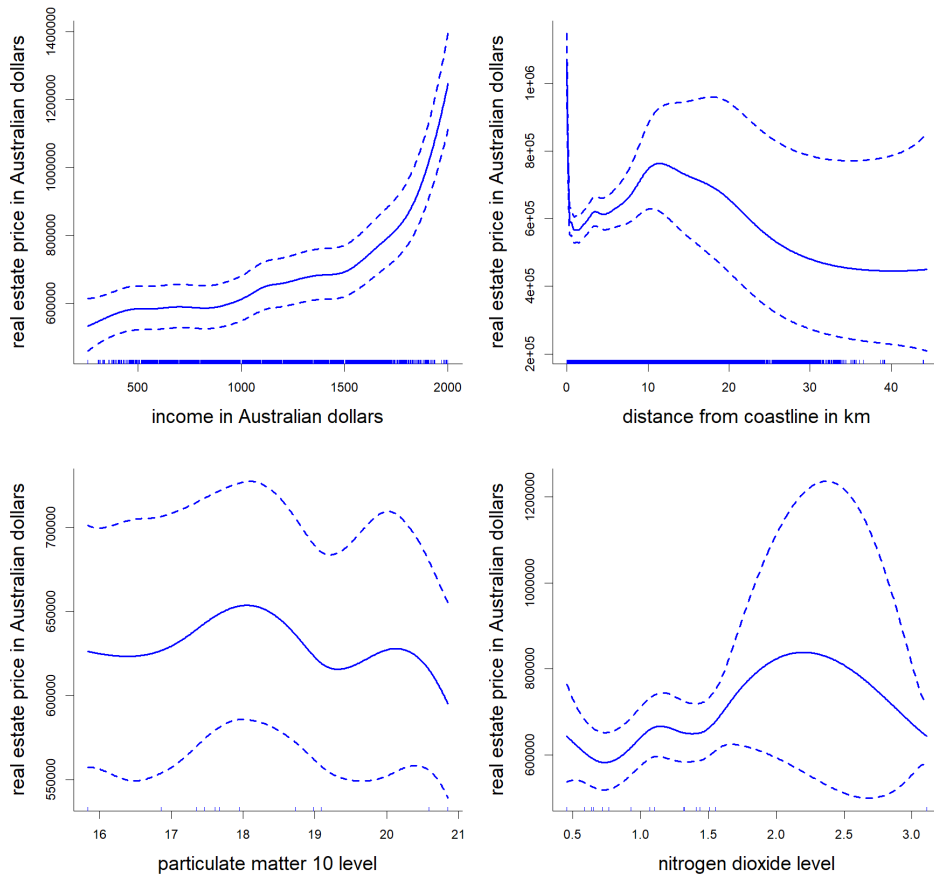 real estate price in Australian dollars
1400000
1200000
1000000
800000
600000
500
1000
1500
2000
income in Australian dollars
real estate price in Australian dollars
1e+06
8e+05
6e+05
4e+05
2e+05
0
10
20
30
40
distance from coastline in km
real estate price in Australian dollars
700000
650000
600000
550000
16
17
18
19
20
21
particulate matter 10 level
real estate price in Australian dollars
1200000
1000000
800000
600000
0.5
1.0
1.5
2.0
2.5
3.0
nitrogen dioxide level